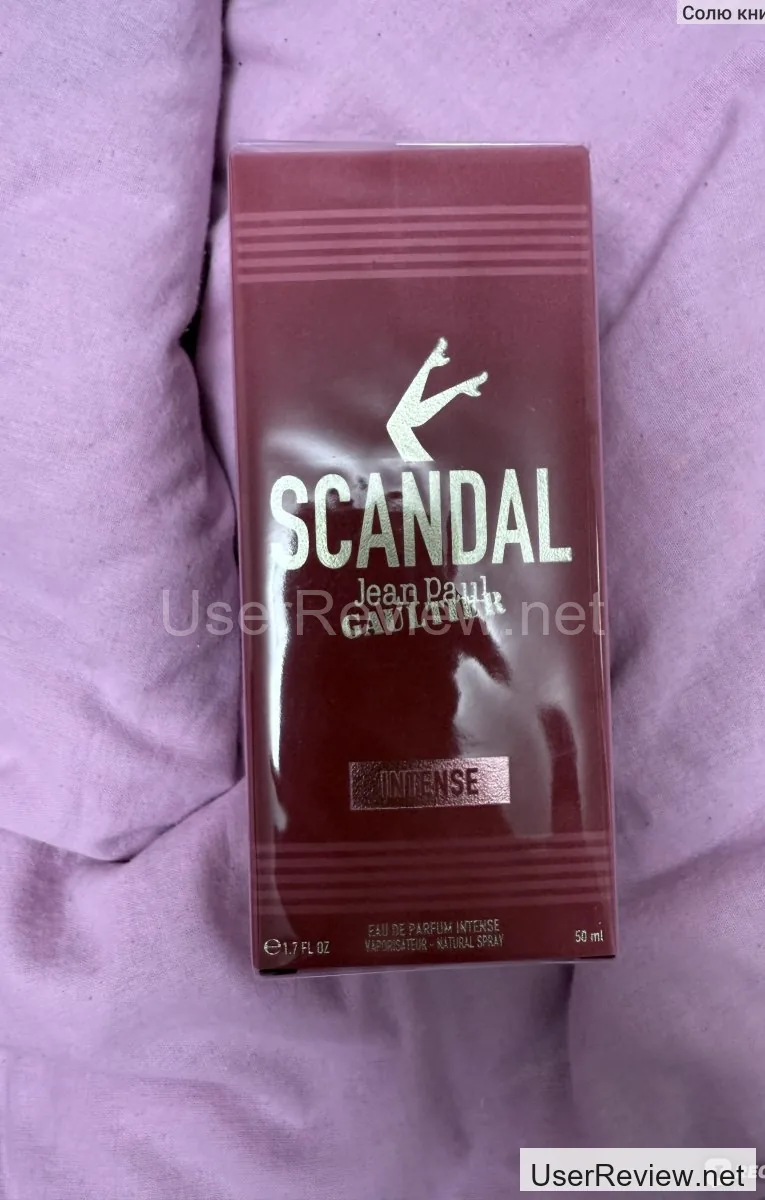 Солю кни
SCANDAL
Jean Paul
GAULTIER
UserReview.net
INTENSE
EAU DE PARFUM INTENSE
VAPORISATEUR - NATURAL SPRAY
℮ 1.7 FL OZ
50 ml
UserReview.net